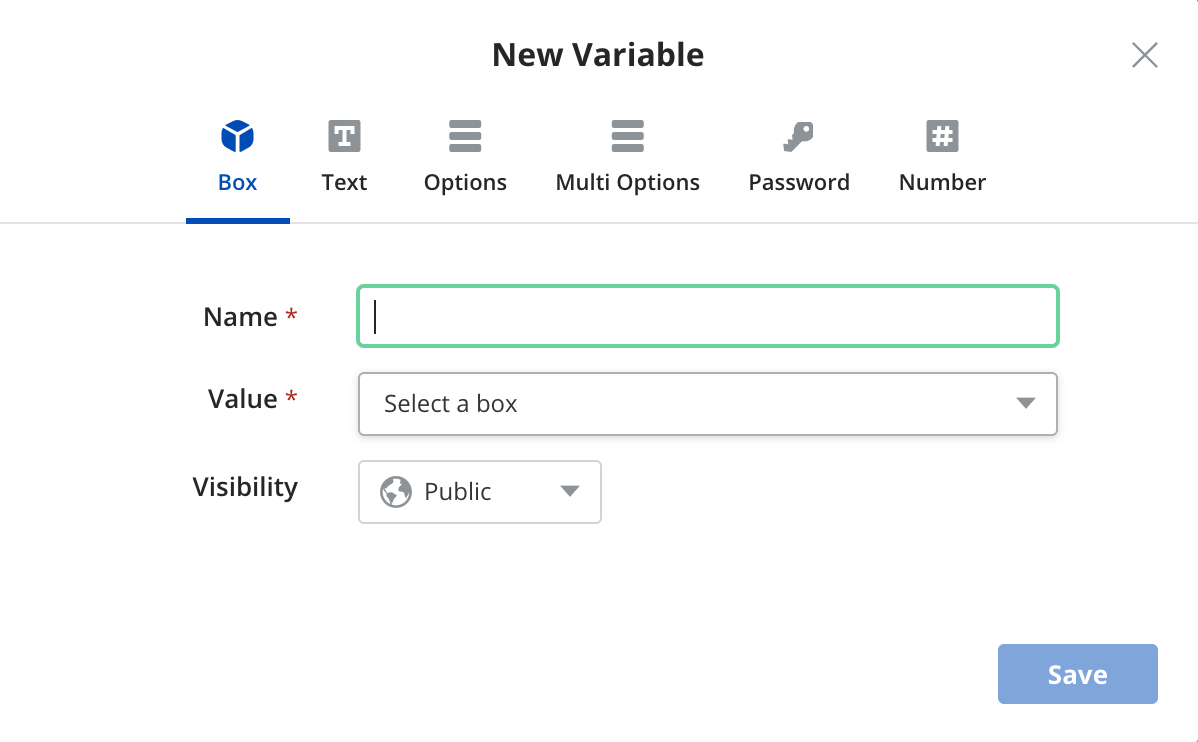 New Variable
Box Text Options Multi Options Password Number
Name *
Value * Select a box
Visibility Public
Save